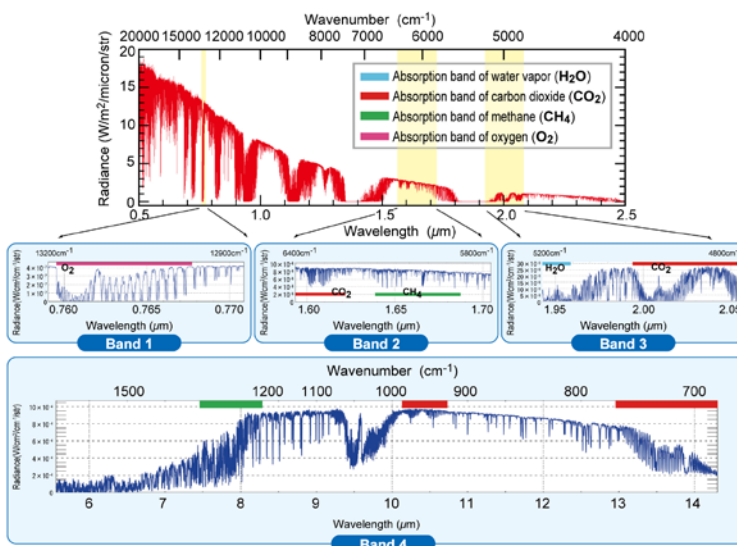 Wavenumber (cm⁻¹)
20000 15000 12000 10000 8000 7000 6000 5000 4000
Radiance (W/m2/micron/str)
20
15
10
5
0
Absorption band of water vapor (H₂O)
Absorption band of carbon dioxide (CO₂)
Absorption band of methane (CH₄)
Absorption band of oxygen (O₂)
0.5 1.0 1.5 2.0 2.5
Wavelength (μm)
13200cm⁻¹ 12900cm⁻¹
O₂
0.760 0.765 0.770
Wavelength (μm)
Band 1
6400cm⁻¹ 5800cm⁻¹
CO₂ CH₄
1.60 1.65 1.70
Wavelength (μm)
Band 2
5200cm⁻¹ 4800cm⁻¹
H₂O CO₂
1.95 2.00 2.05
Wavelength (μm)
Band 3
Wavenumber (cm⁻¹)
1500 1200 1100 1000 900 800 700
6 7 8 9 10 11 12 13 14
Wavelength (μm)
Band 4